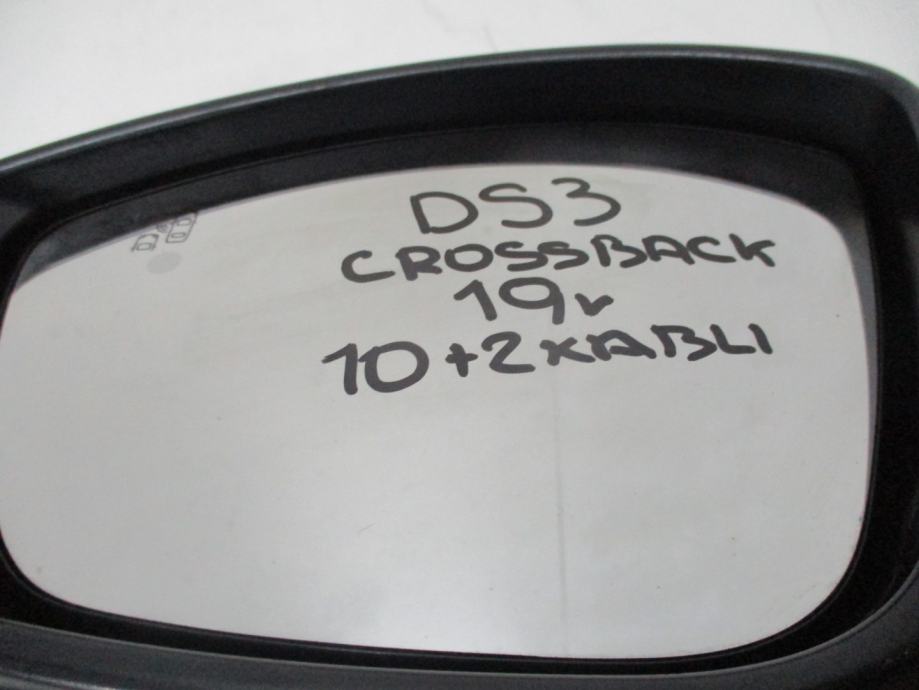 DS3
CROSSBACK
19r
10+2KABLI